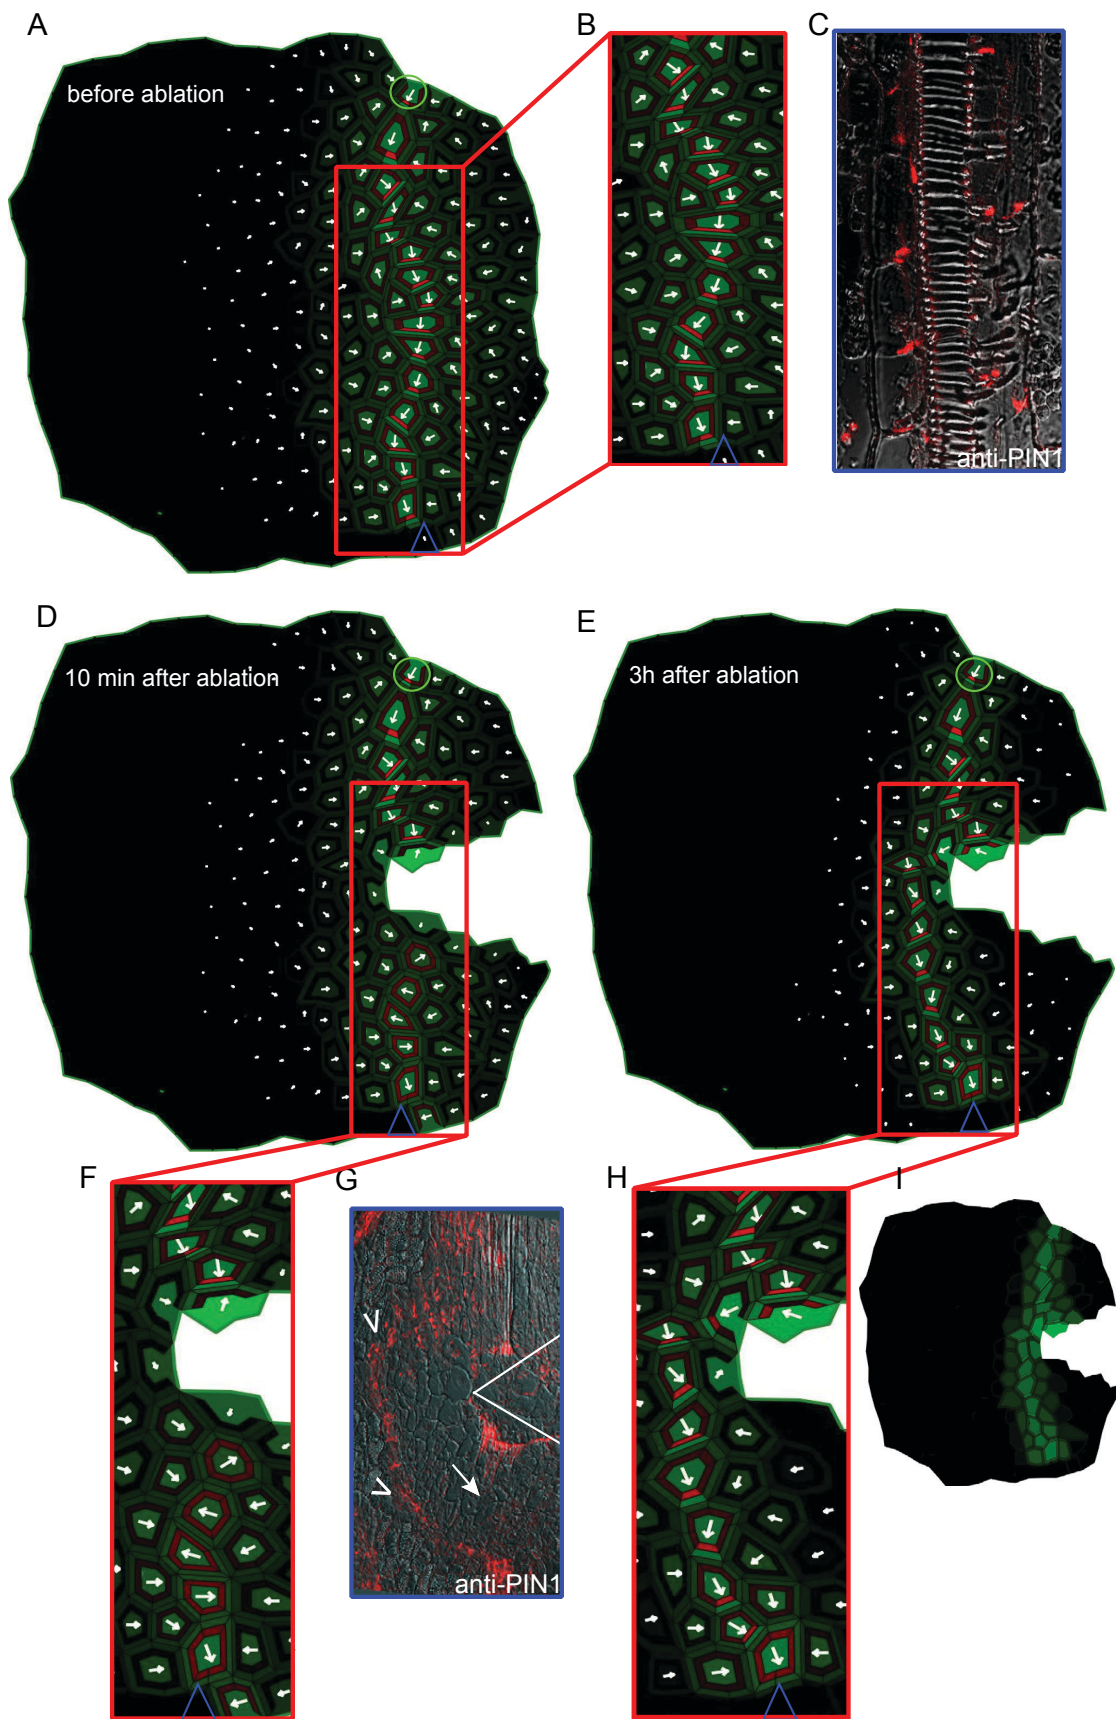 A
before ablation
B
C
anti-PIN1
D
10 min after ablation
E
3h after ablation
F
G
anti-PIN1
H
I